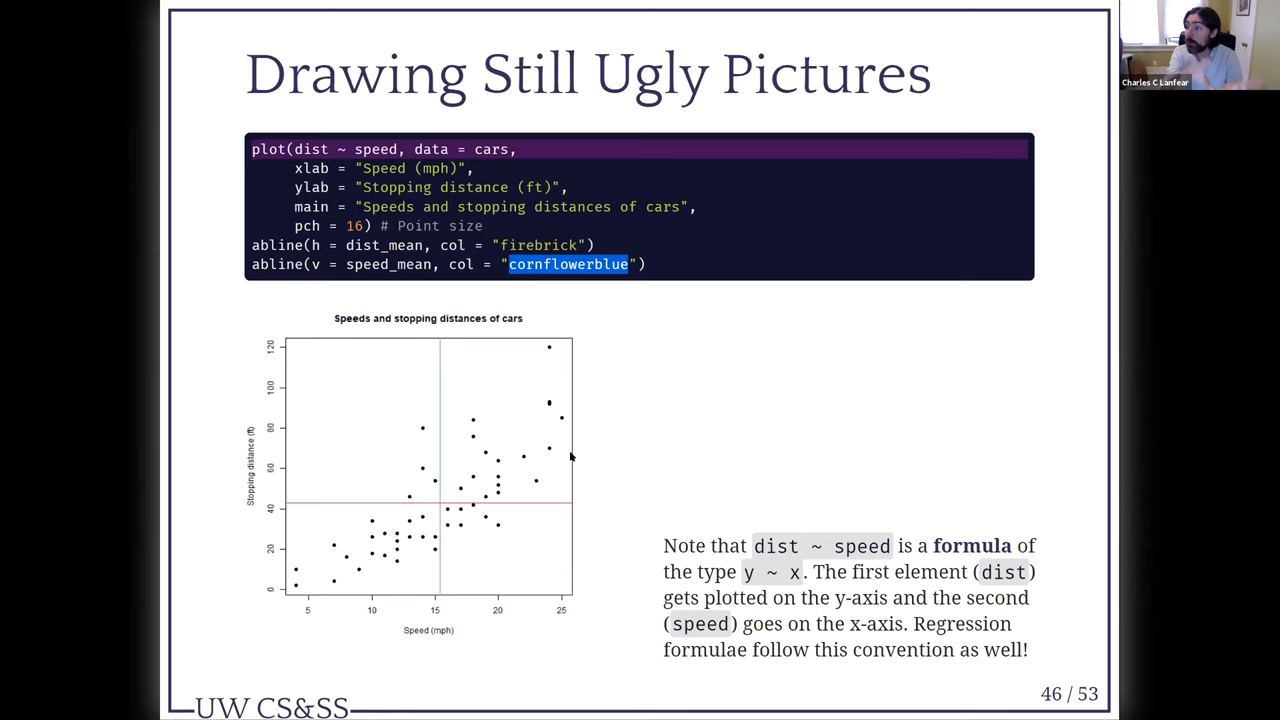 Charles C Lanfear
Drawing Still Ugly Pictures
plot(dist ~ speed, data = cars,
xlab = "Speed (mph)",
ylab = "Stopping distance (ft)",
main = "Speeds and stopping distances of cars",
pch = 16) # Point size
abline(h = dist_mean, col = "firebrick")
abline(v = speed_mean, col = "cornflowerblue")
Speeds and stopping distances of cars
120
100
80
60
40
20
0
Stopping distance (ft)
5 10 15 20 25
Speed (mph)
Note that dist ~ speed is a formula of
the type y ~ x. The first element (dist)
gets plotted on the y-axis and the second
(speed) goes on the x-axis. Regression
formulae follow this convention as well!
46 / 53
UW CS&SS